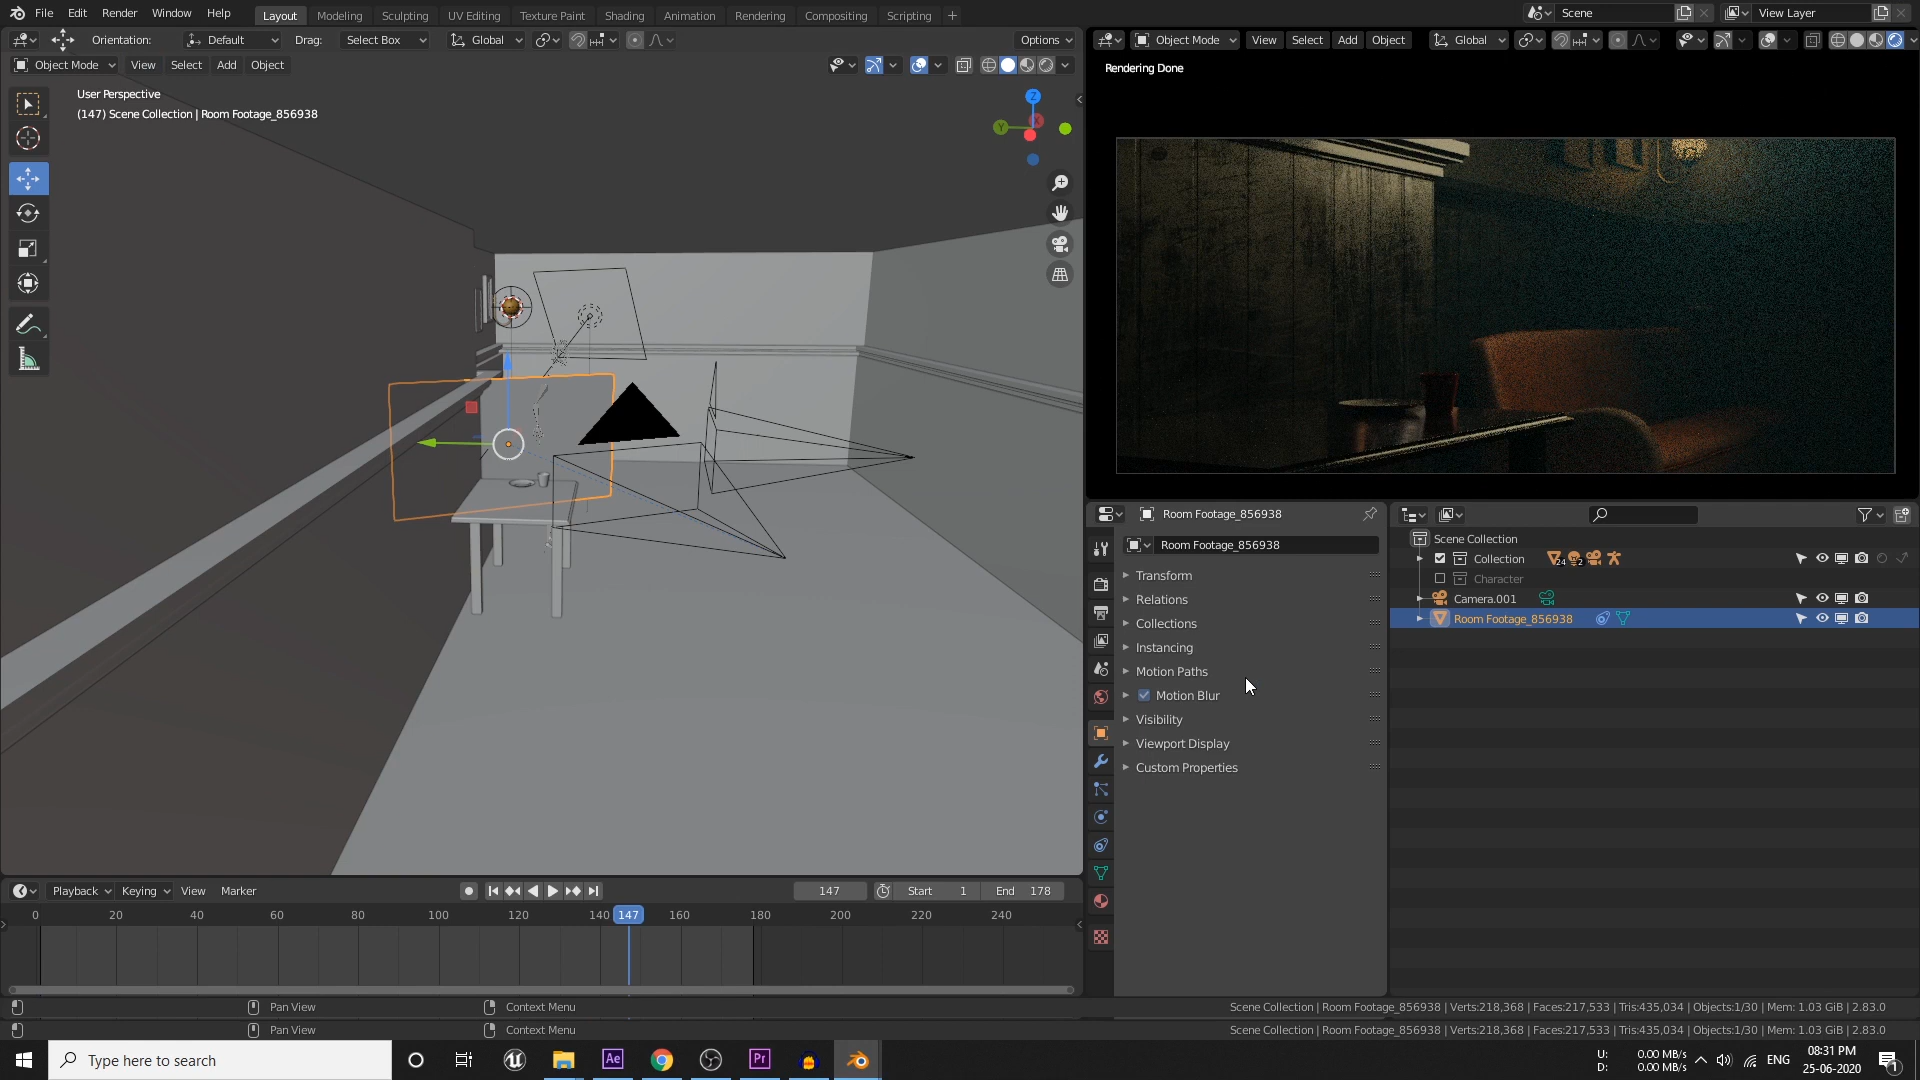 File Edit Render Window Help Layout Modeling Sculpting UV Editing Texture Paint Shading Animation Rendering Compositing Scripting + Scene View Layer
Orientation: Default Drag: Select Box Global Options
Object Mode View Select Add Object Global
Object Mode View Select Add Object
Rendering Done
User Perspective
(147) Scene Collection | Room Footage_856938
Z
Y
X
Room Footage_856938
Room Footage_856938
Transform
Relations
Collections
Instancing
Motion Paths
Motion Blur
Visibility
Viewport Display
Custom Properties
Scene Collection
Collection 24 2
Character
Camera.001
Room Footage_856938
Playback Keying View Marker 147 Start 1 End 178
0 20 40 60 80 100 120 140 147 160 180 200 220 240
Pan View Context Menu Scene Collection | Room Footage_856938 | Verts:218,368 | Faces:217,533 | Tris:435,034 | Objects:1/30 | Mem: 1.03 GiB | 2.83.0
Pan View Context Menu Scene Collection | Room Footage_856938 | Verts:218,368 | Faces:217,533 | Tris:435,034 | Objects:1/30 | Mem: 1.03 GiB | 2.83.0
Type here to search
Ae
Pr
U: 0.00 MB/s
D: 0.00 MB/s
ENG
08:31 PM
25-06-2020
1